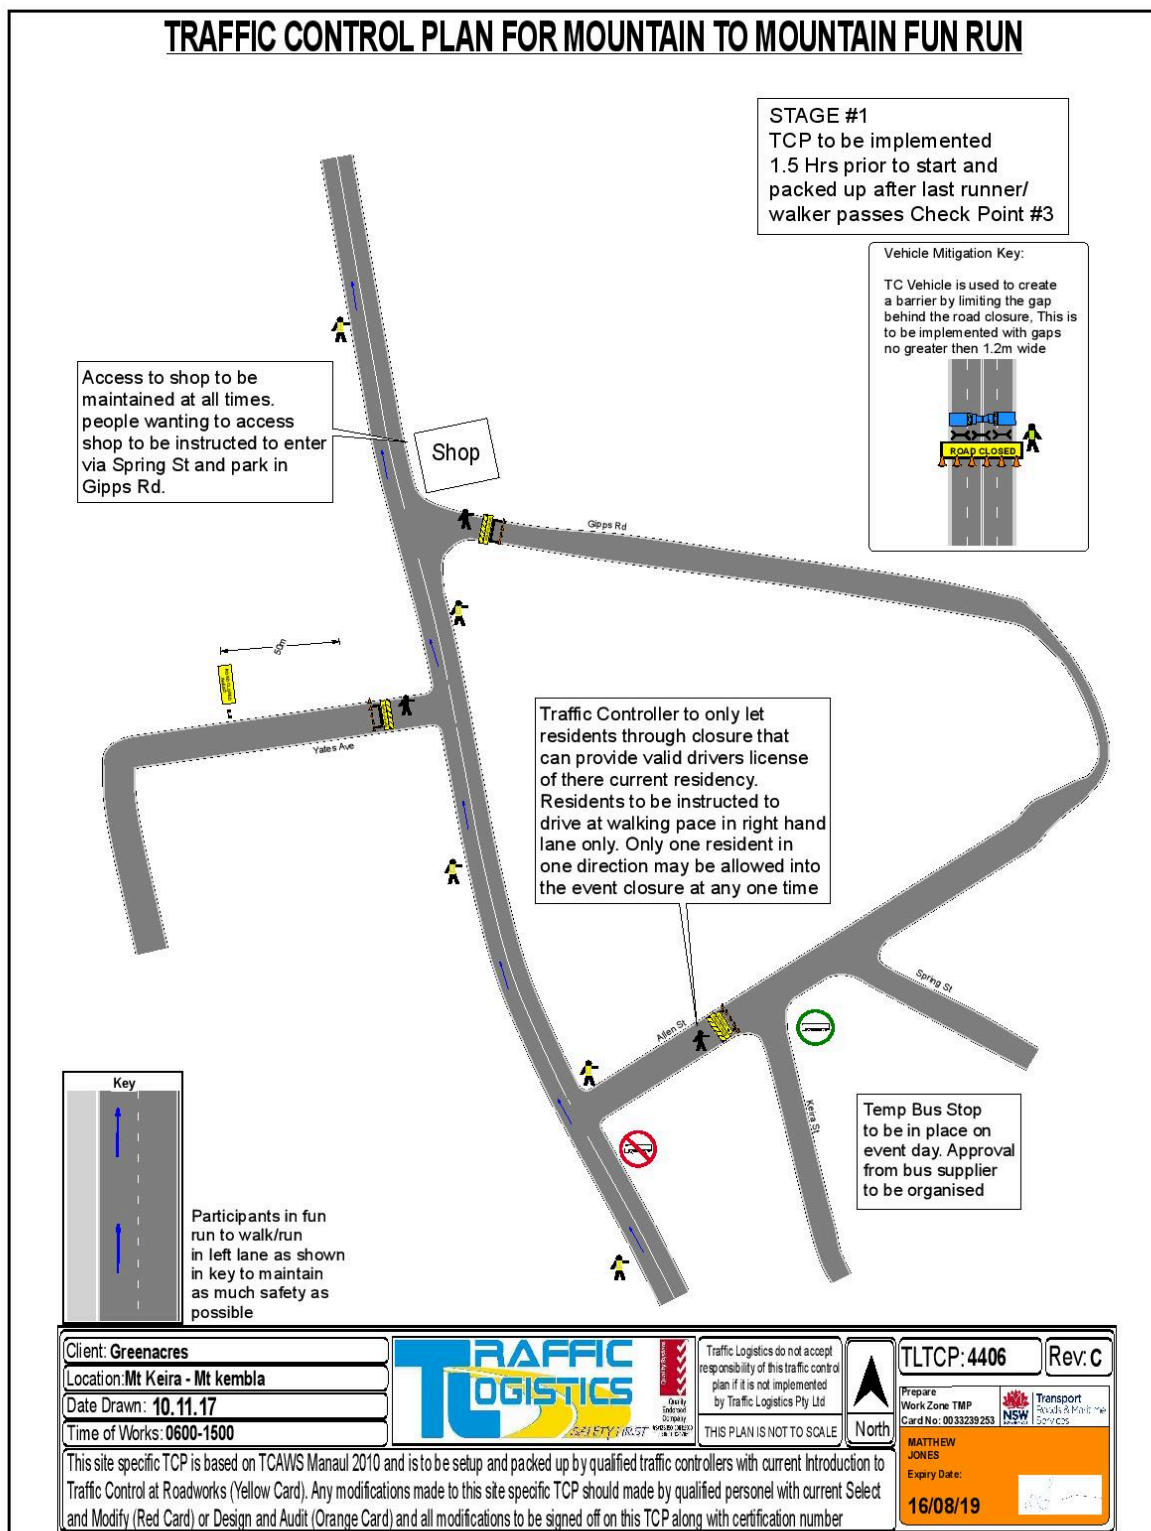 TRAFFIC CONTROL PLAN FOR MOUNTAIN TO MOUNTAIN FUN RUN
STAGE #1
TCP to be implemented
1.5 Hrs prior to start and
packed up after last runner/
walker passes Check Point #3
Vehicle Mitigation Key:
TC Vehicle is used to create
a barrier by limiting the gap
behind the road closure, This is
to be implemented with gaps
no greater then 1.2m wide
ROAD CLOSED
Access to shop to be
maintained at all times.
people wanting to access
shop to be instructed to enter
via Spring St and park in
Gipps Rd.
Shop
Gipps Rd
50m
Yates Ave
Traffic Controller to only let
residents through closure that
can provide valid drivers license
of there current residency.
Residents to be instructed to
drive at walking pace in right hand
lane only. Only one resident in
one direction may be allowed into
the event closure at any one time
Spring St
Allen St
Keira St
Temp Bus Stop
to be in place on
event day. Approval
from bus supplier
to be organised
Key
Participants in fun
run to walk/run
in left lane as shown
in key to maintain
as much safety as
possible
Client: Greenacres
Location:Mt Keira - Mt kembla
Date Drawn: 10.11.17
Time of Works: 0600-1500
TRAFFIC
LOGISTICS
SAFETY FIRST
Quality Systems
Quality
Endorsed
Company
Traffic Logistics do not accept
responsibility of this traffic control
plan if it is not implemented
by Traffic Logistics Pty Ltd
THIS PLAN IS NOT TO SCALE
North
TLTCP: 4406
Rev: C
Prepare
Work Zone TMP
Card No: 0033239253
NSW
Transport
Roads & Maritime
Services
MATTHEW
JONES
Expiry Date:
16/08/19
This site specific TCP is based on TCAWS Manaul 2010 and is to be setup and packed up by qualified traffic controllers with current Introduction to
Traffic Control at Roadworks (Yellow Card). Any modifications made to this site specific TCP should made by qualified personel with current Select
and Modify (Red Card) or Design and Audit (Orange Card) and all modifications to be signed off on this TCP along with certification number